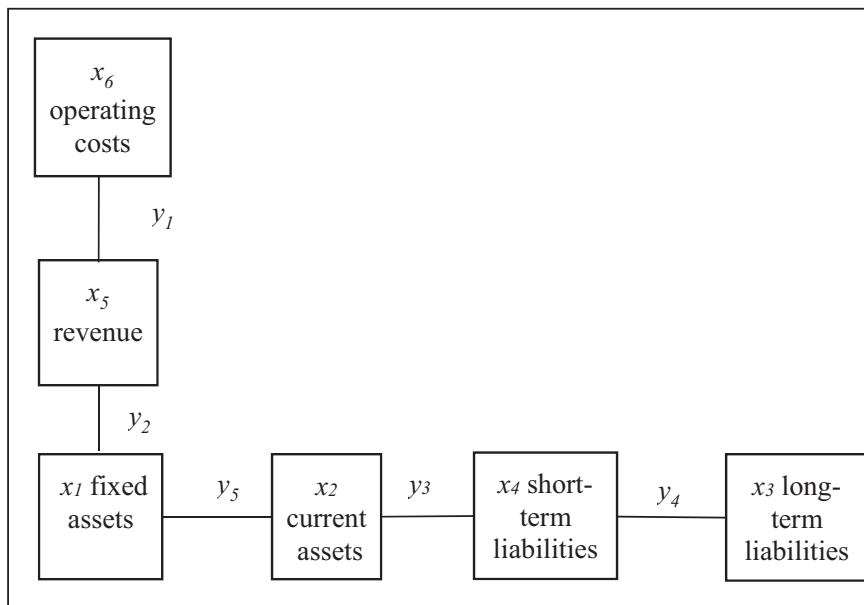 x6
operating
costs
y1
x5
revenue
y2
x1 fixed
assets
y5
x2
current
assets
y3
x4 short-
term
liabilities
y4
x3 long-
term
liabilities